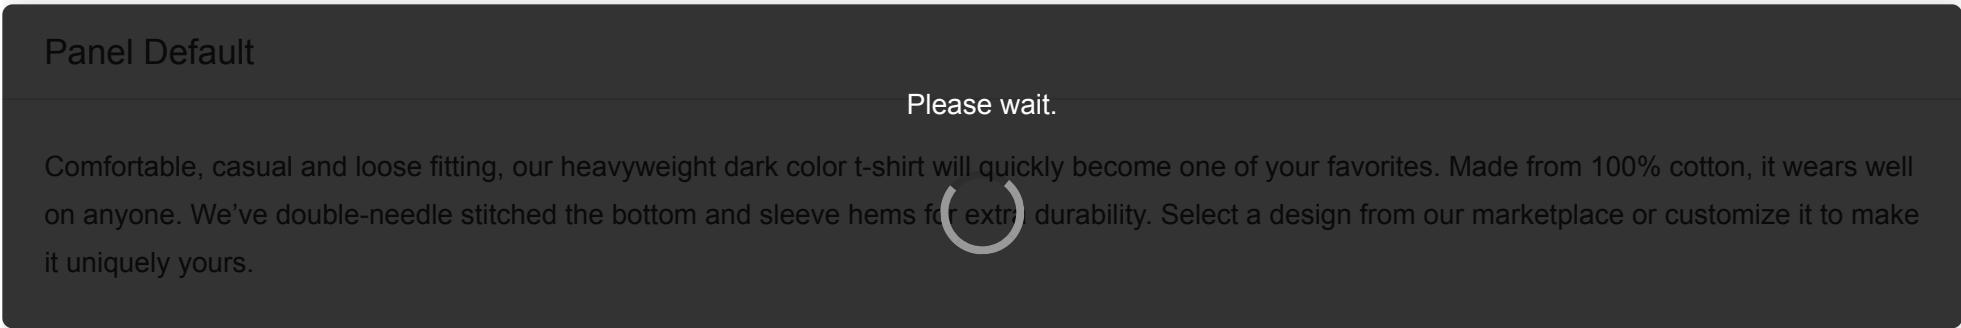 Panel Default
Please wait.
Comfortable, casual and loose fitting, our heavyweight dark color t-shirt will quickly become one of your favorites. Made from 100% cotton, it wears well
on anyone. We’ve double-needle stitched the bottom and sleeve hems for extra durability. Select a design from our marketplace or customize it to make
it uniquely yours.